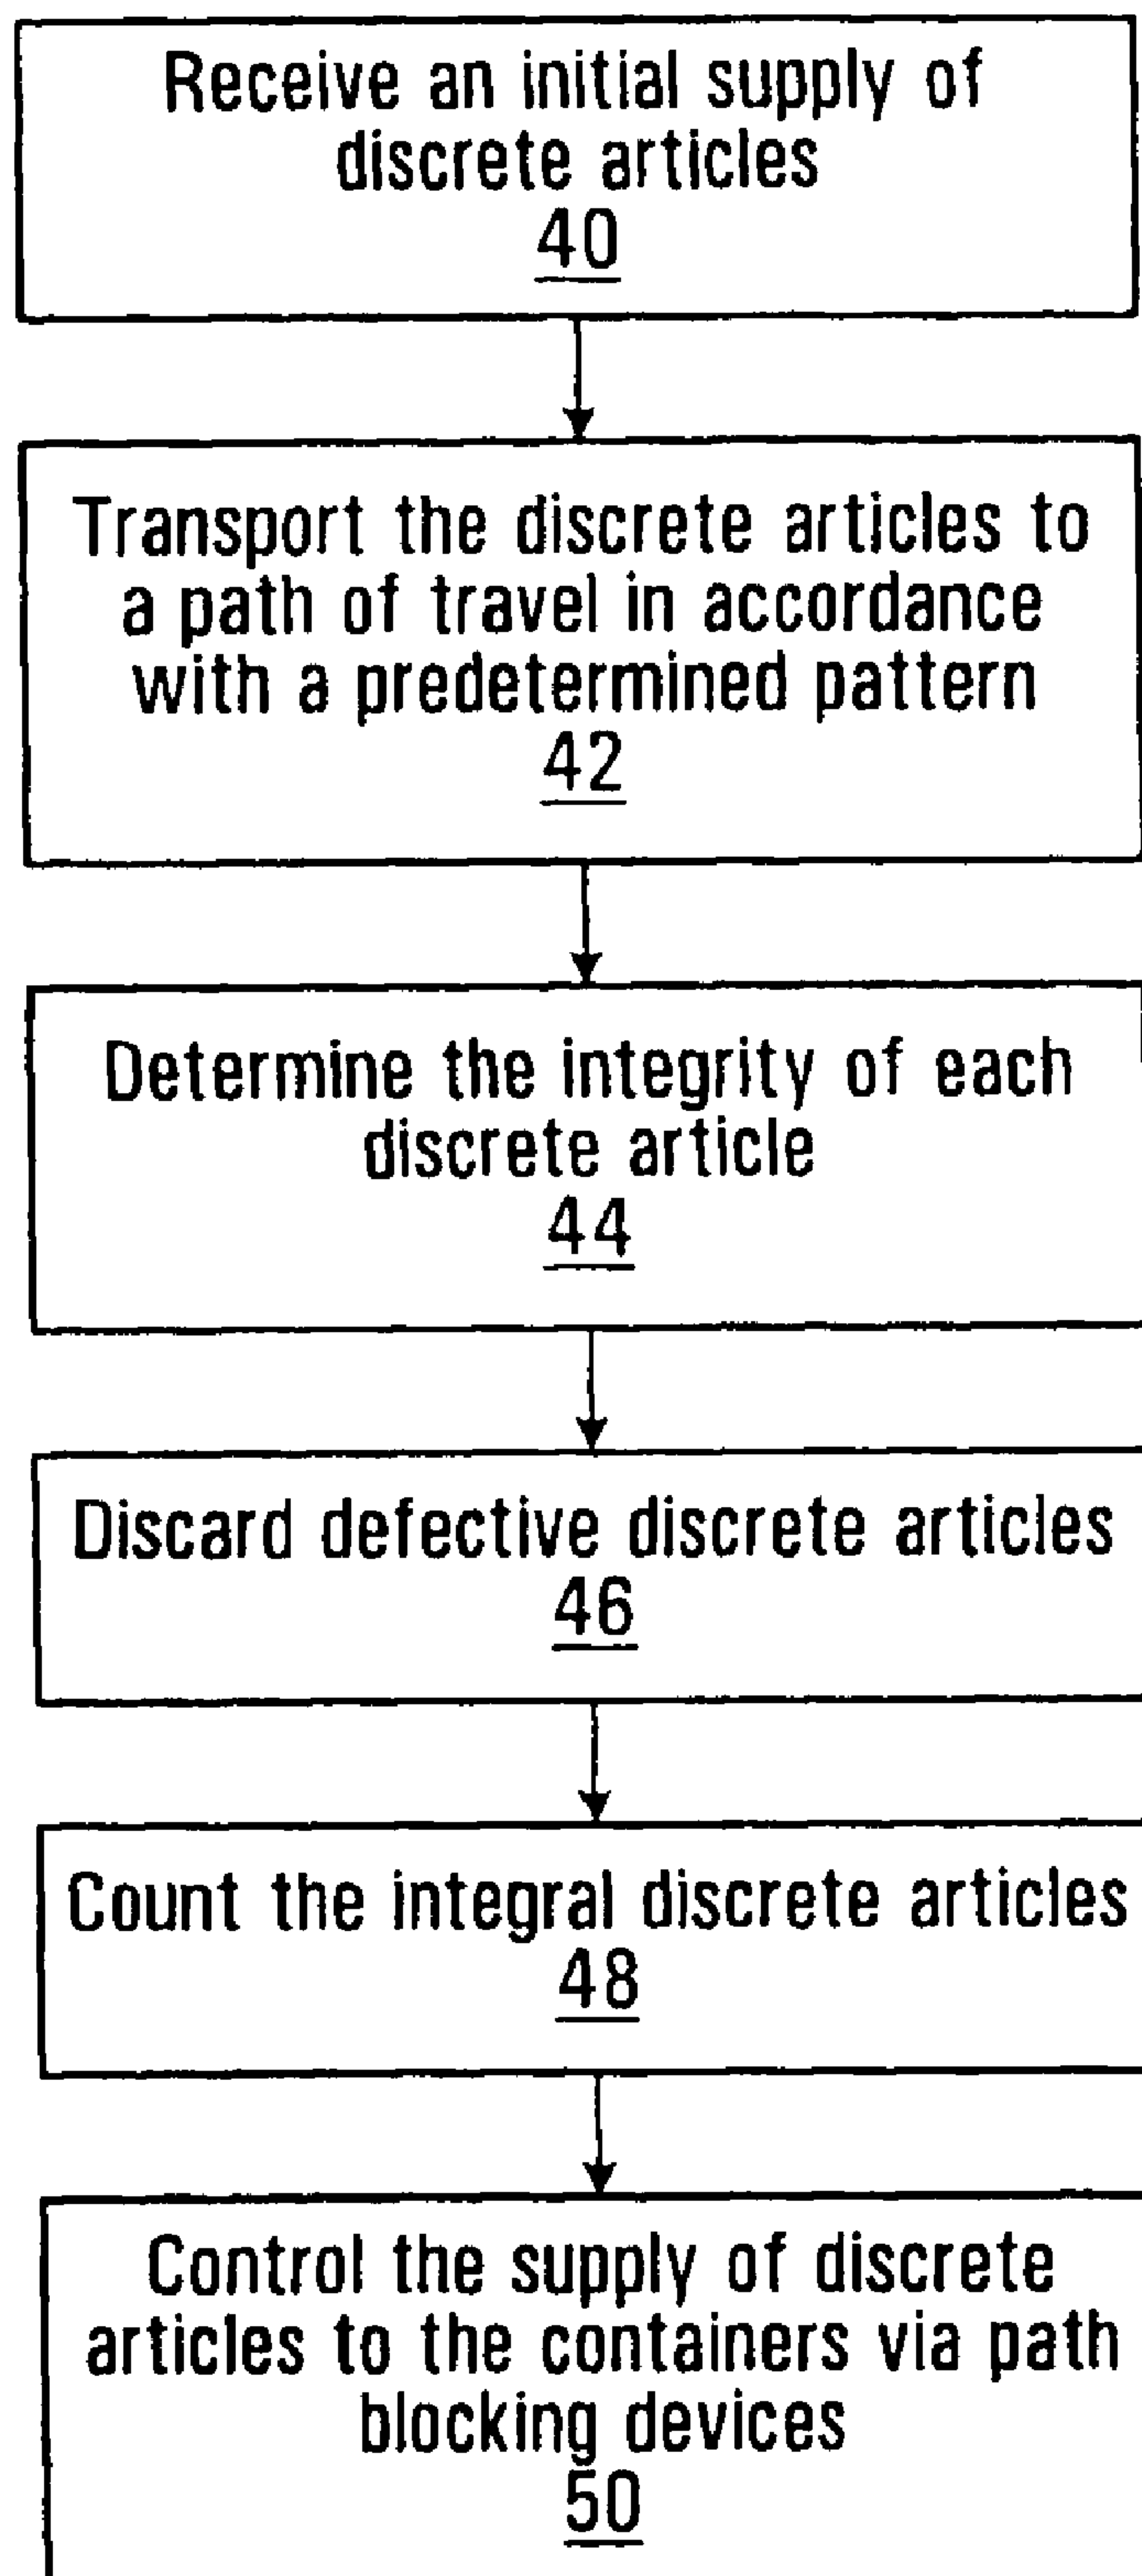 Receive an initial supply of
discrete articles
40
Transport the discrete articles to
a path of travel in accordance
with a predetermined pattern
42
Determine the integrity of each
discrete article
44
Discard defective discrete articles
46
Count the integral discrete articles
48
Control the supply of discrete
articles to the containers via path
blocking devices
50